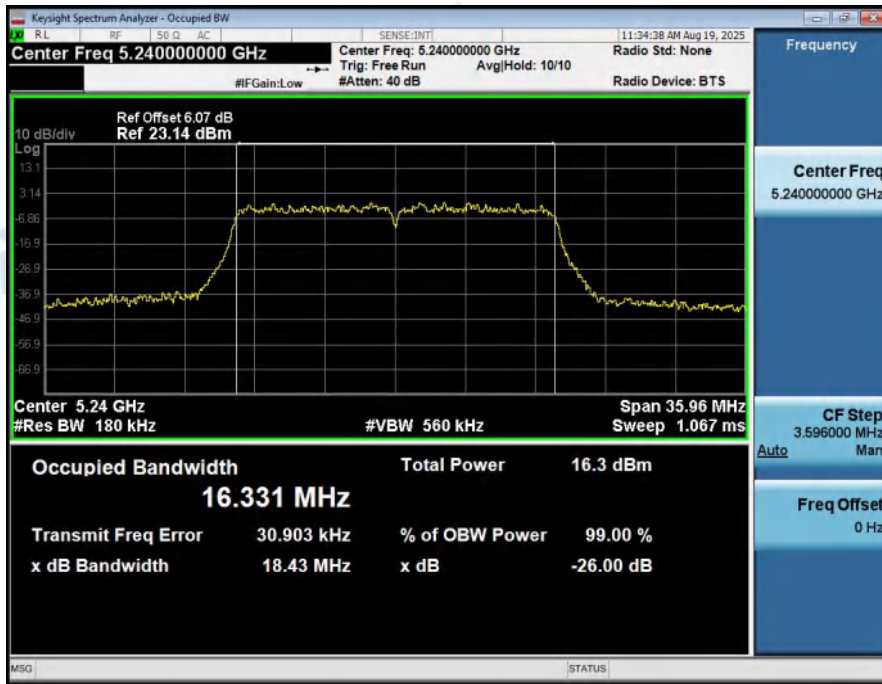 Keysight Spectrum Analyzer - Occupied BW
LXI RL RF 50 Ω AC SENSE:INT 11:34:38 AM Aug 19, 2025
Center Freq 5.240000000 GHz
Center Freq: 5.240000000 GHz
Radio Std: None
Trig: Free Run Avg|Hold: 10/10
#IFGain:Low
#Atten: 40 dB
Radio Device: BTS
Ref Offset 6.07 dB
10 dB/div Ref 23.14 dBm
Log
13.1
3.14
-6.86
-16.9
-26.9
-36.9
-46.9
-56.9
-66.9
Center 5.24 GHz Span 35.96 MHz
#Res BW 180 kHz #VBW 560 kHz Sweep 1.067 ms
Occupied Bandwidth Total Power 16.3 dBm
16.331 MHz
Transmit Freq Error 30.903 kHz % of OBW Power 99.00 %
x dB Bandwidth 18.43 MHz x dB -26.00 dB
MSG STATUS
Frequency
Center Freq
5.240000000 GHz
CF Step
3.596000 MHz
Auto Man
Freq Offset
0 Hz